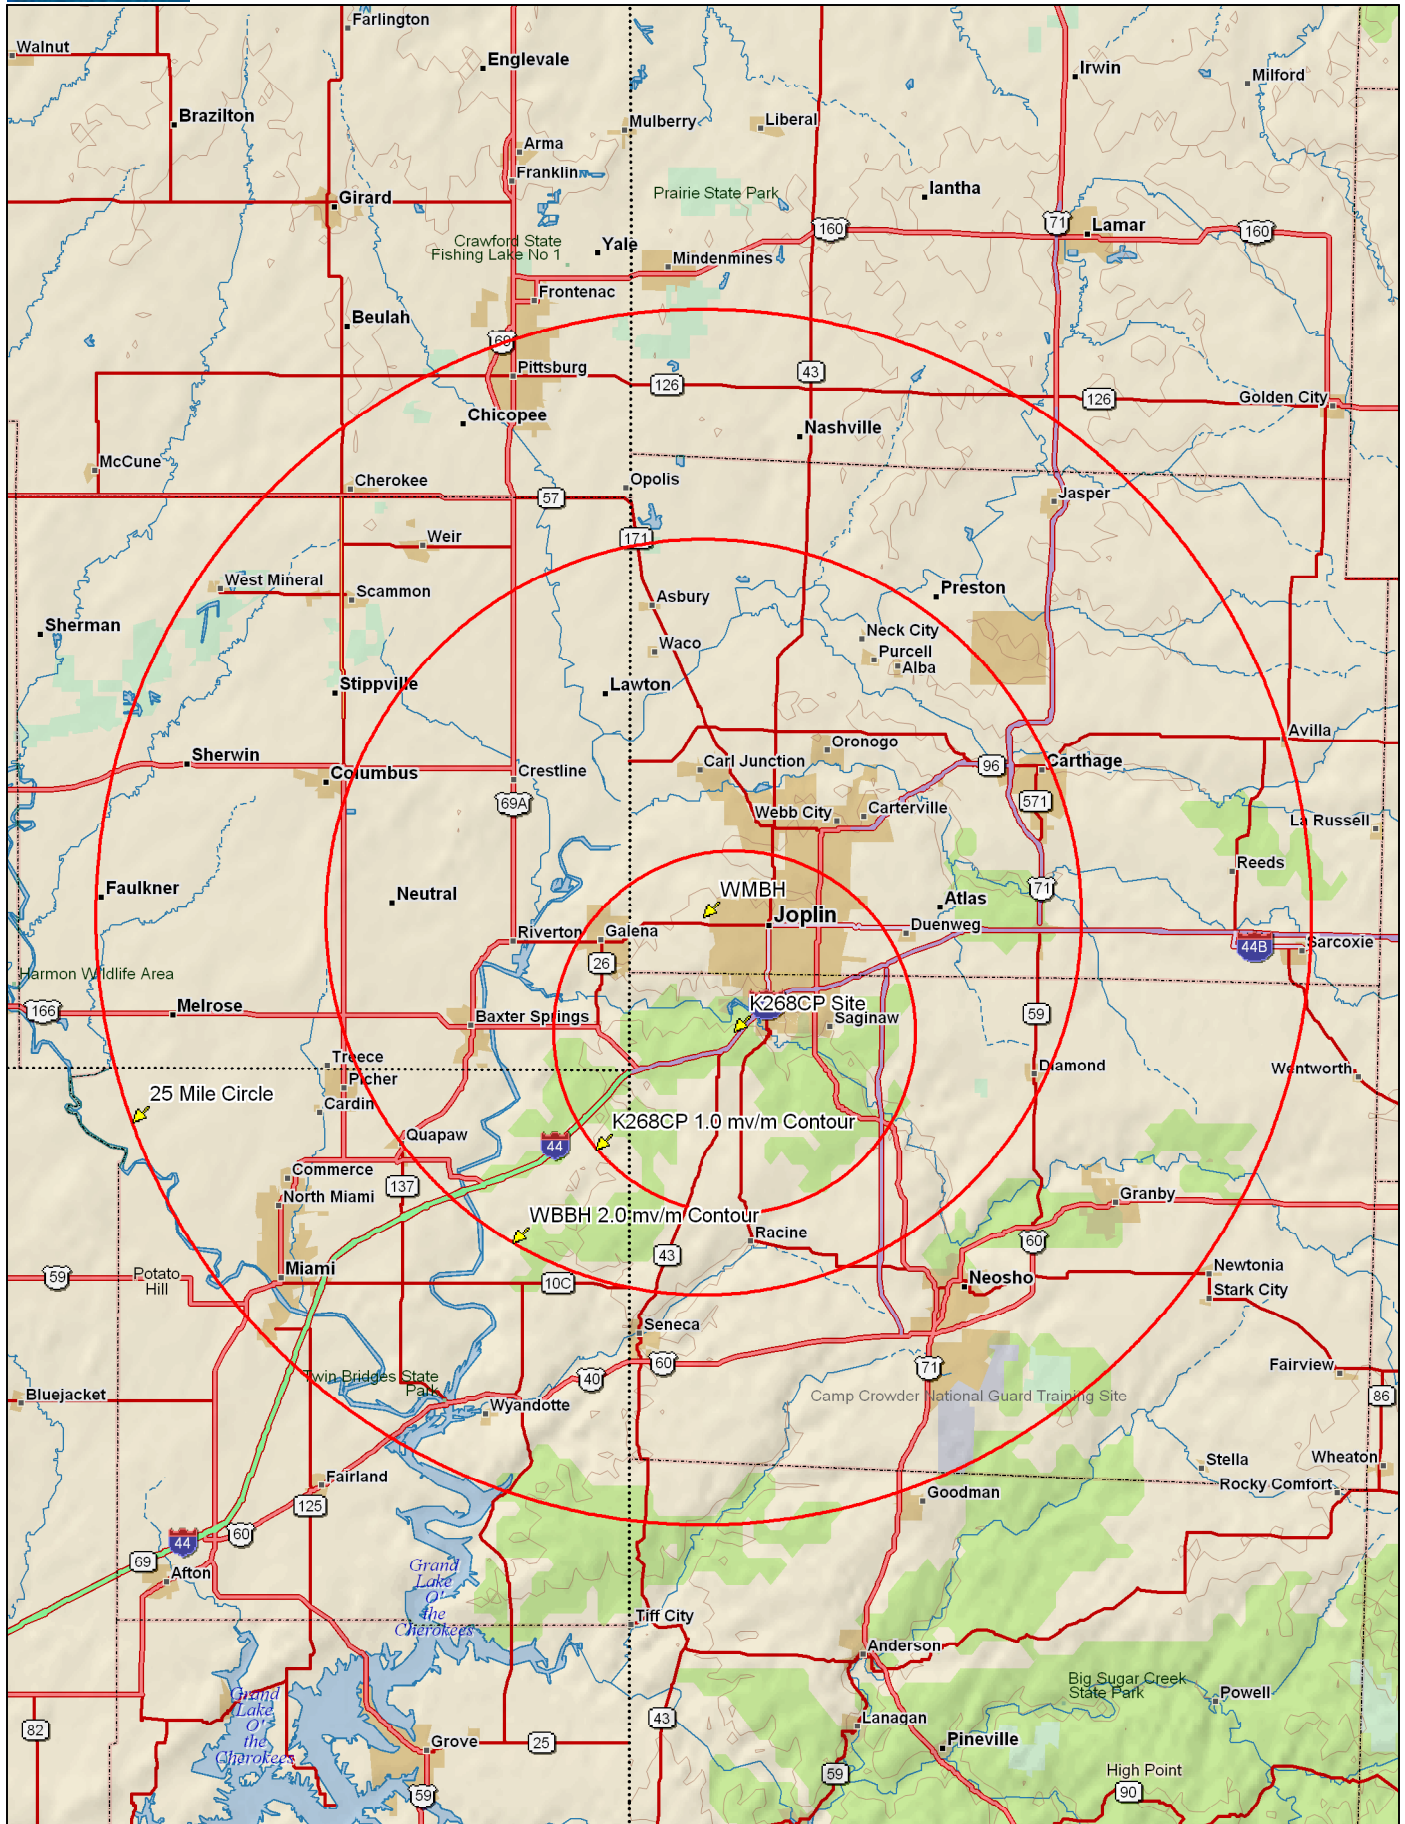 Farlington
Walnut
Englevale
Irwin
Milford
Brazilton
Mulberry
Liberal
Arma
Franklin
Girard
Prairie State Park
Iantha
71
Lamar
160
160
Crawford State
Fishing Lake No 1
Yale
Mindenmines
Frontenac
Beulah
69
Pittsburg
43
126
126
Golden City
Chicopee
Nashville
McCune
Cherokee
Opolis
57
Jasper
171
Weir
West Mineral
Scammon
Preston
Asbury
Sherman
Neck City
Waco
Purcell
Alba
Stippville
Lawton
Avilla
Sherwin
Oronogo
Columbus
Crestline
Carl Junction
96
Carthage
69A
571
Webb City
Carterville
La Russell
Reeds
Faulkner
Neutral
WMBH
71
Atlas
Joplin
Riverton
Galena
Duenweg
44B
Sarcoxie
26
Harmon Wildlife Area
166
Melrose
K268CP Site
Baxter Springs
Saginaw
59
Treece
Picher
Diamond
Wentworth
25 Mile Circle
Cardin
K268CP 1.0 mv/m Contour
Quapaw
44
Commerce
137
North Miami
Granby
WBBH 2.0 mv/m Contour
Racine
60
43
59
Potato
Hill
Miami
10C
Neosho
Newtonia
Stark City
Seneca
60
71
Fairview
Twin Bridges State
Park
40
Bluejacket
Camp Crowder National Guard Training Site
86
Wyandotte
Stella
Wheaton
Fairland
Rocky Comfort
Goodman
125
60
44
69
Afton
Grand
Lake
O'
the
Cherokees
Tiff City
Anderson
Big Sugar Creek
State Park
Powell
Grand
Lake
O'
the
Cherokees
82
43
Lanagan
Grove
25
Pineville
59
59
High Point
90